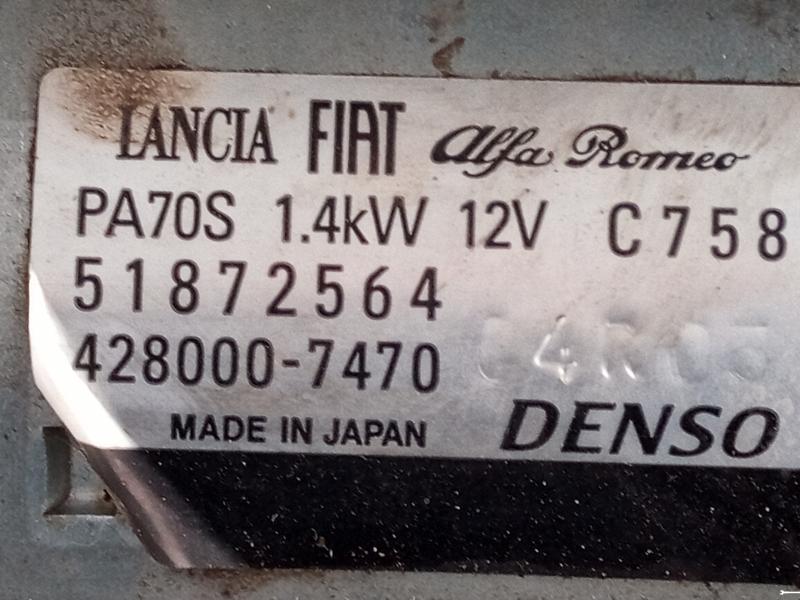 LANCIA FIAT Alfa Romeo
PA70S 1.4kW 12V C758
51872564
428000-7470
MADE IN JAPAN DENSO